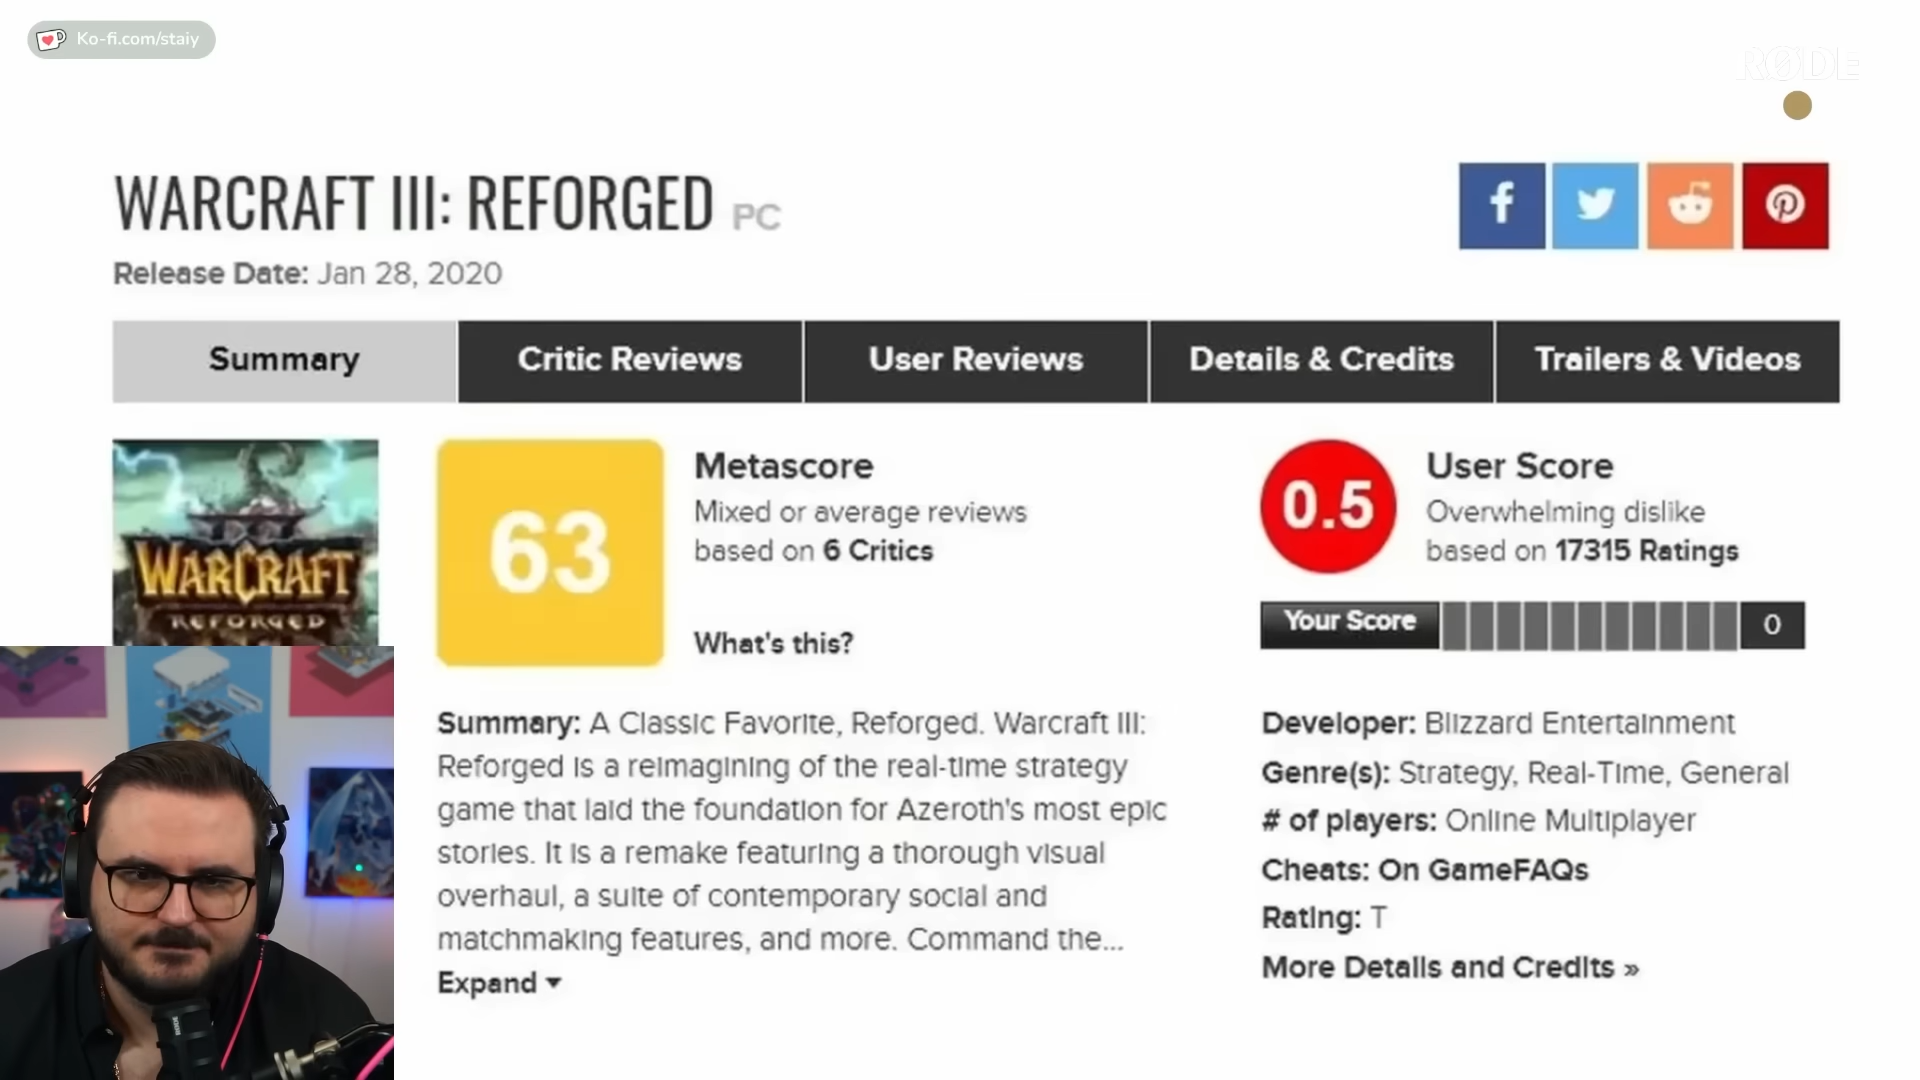 Ko-fi.com/staiy
RØDE
WARCRAFT III: REFORGED PC
Release Date: Jan 28, 2020
Summary
Critic Reviews
User Reviews
Details & Credits
Trailers & Videos
WARCRAFT
REFORGED
63
Metascore
Mixed or average reviews
based on 6 Critics
What's this?
0.5
User Score
Overwhelming dislike
based on 17315 Ratings
Your Score
0
Summary: A Classic Favorite, Reforged. Warcraft III:
Reforged is a reimagining of the real-time strategy
game that laid the foundation for Azeroth's most epic
stories. It is a remake featuring a thorough visual
overhaul, a suite of contemporary social and
matchmaking features, and more. Command the...
Expand
Developer: Blizzard Entertainment
Genre(s): Strategy, Real-Time, General
# of players: Online Multiplayer
Cheats: On GameFAQs
Rating: T
More Details and Credits »